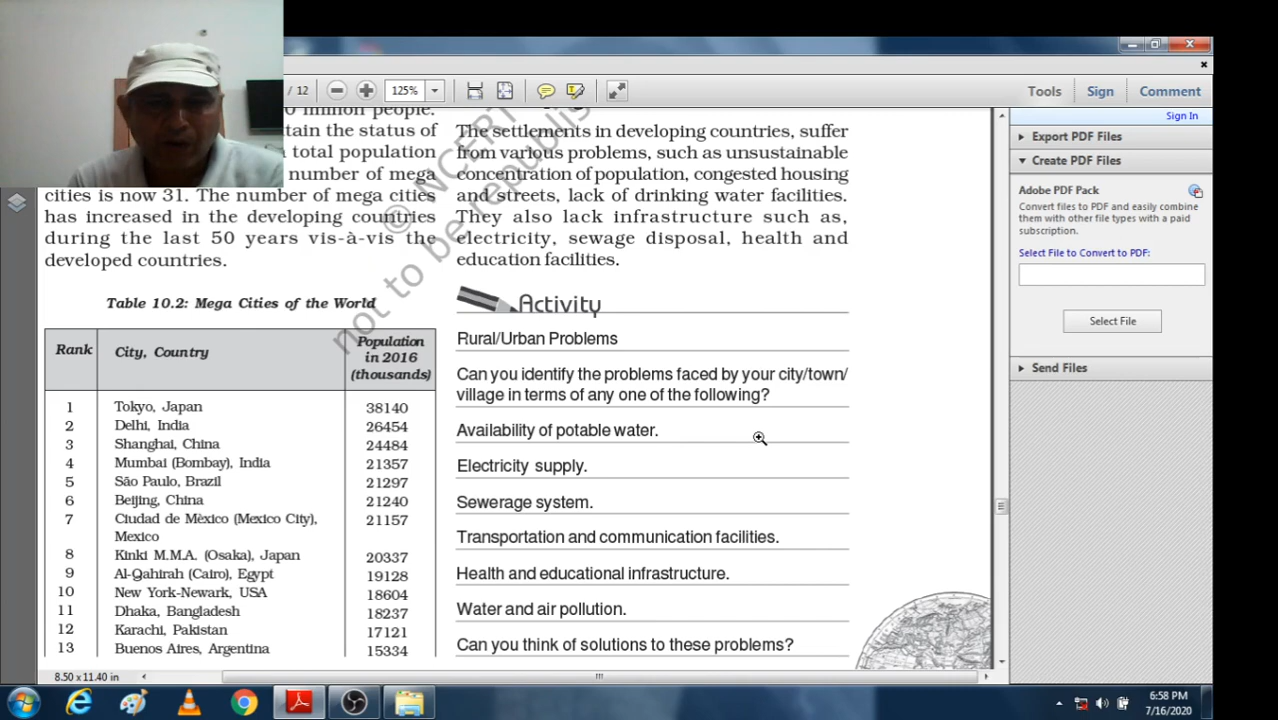 / 12
125%
Tools
Sign
Comment
Sign In
Export PDF Files
Create PDF Files
Adobe PDF Pack
Convert files to PDF and easily combine
them with other file types with a paid
subscription.
Select File to Convert to PDF:
Select File
Send Files
0 million people.
tain the status of
total population
number of mega
cities is now 31. The number of mega cities
has increased in the developing countries
during the last 50 years vis-à-vis the
developed countries.
Table 10.2: Mega Cities of the World
Rank City, Country Population
in 2016
(thousands)
1 Tokyo, Japan 38140
2 Delhi, India 26454
3 Shanghai, China 24484
4 Mumbai (Bombay), India 21357
5 São Paulo, Brazil 21297
6 Beijing, China 21240
7 Ciudad de Mèxico (Mexico City), 21157
Mexico
8 Kinki M.M.A. (Osaka), Japan 20337
9 Al-Qahirah (Cairo), Egypt 19128
10 New York-Newark, USA 18604
11 Dhaka, Bangladesh 18237
12 Karachi, Pakistan 17121
13 Buenos Aires, Argentina 15334
The settlements in developing countries, suffer
from various problems, such as unsustainable
concentration of population, congested housing
and streets, lack of drinking water facilities.
They also lack infrastructure such as,
electricity, sewage disposal, health and
education facilities.
Activity
Rural/Urban Problems
Can you identify the problems faced by your city/town/
village in terms of any one of the following?
Availability of potable water.
Electricity supply.
Sewerage system.
Transportation and communication facilities.
Health and educational infrastructure.
Water and air pollution.
Can you think of solutions to these problems?
© NCERT
not to be republis
8.50 x 11.40 in
6:58 PM
7/16/2020